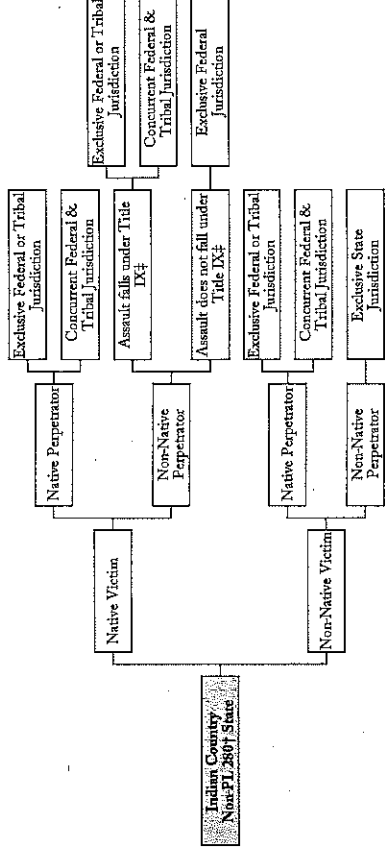 Indian Country
Non-PL 280† State
Native Victim
Non-Native Victim
Native Perpetrator
Non-Native
Perpetrator
Native Perpetrator
Non-Native
Perpetrator
Exclusive Federal or Tribal
Jurisdiction
Concurrent Federal &
Tribal Jurisdiction
Assault falls under Title
IX‡
Assault does not fall under
Title IX‡
Exclusive Federal or Tribal
Jurisdiction
Concurrent Federal &
Tribal Jurisdiction
Exclusive State
Jurisdiction
Exclusive Federal or Tribal
Jurisdiction
Concurrent Federal &
Tribal Jurisdiction
Exclusive Federal
Jurisdiction